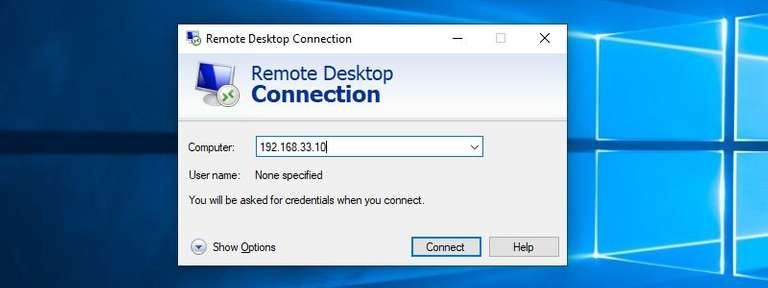 Remote Desktop Connection
Remote Desktop
Connection
Computer: 192.168.33.10
User name: None specified
You will be asked for credentials when you connect.
Show Options Connect Help